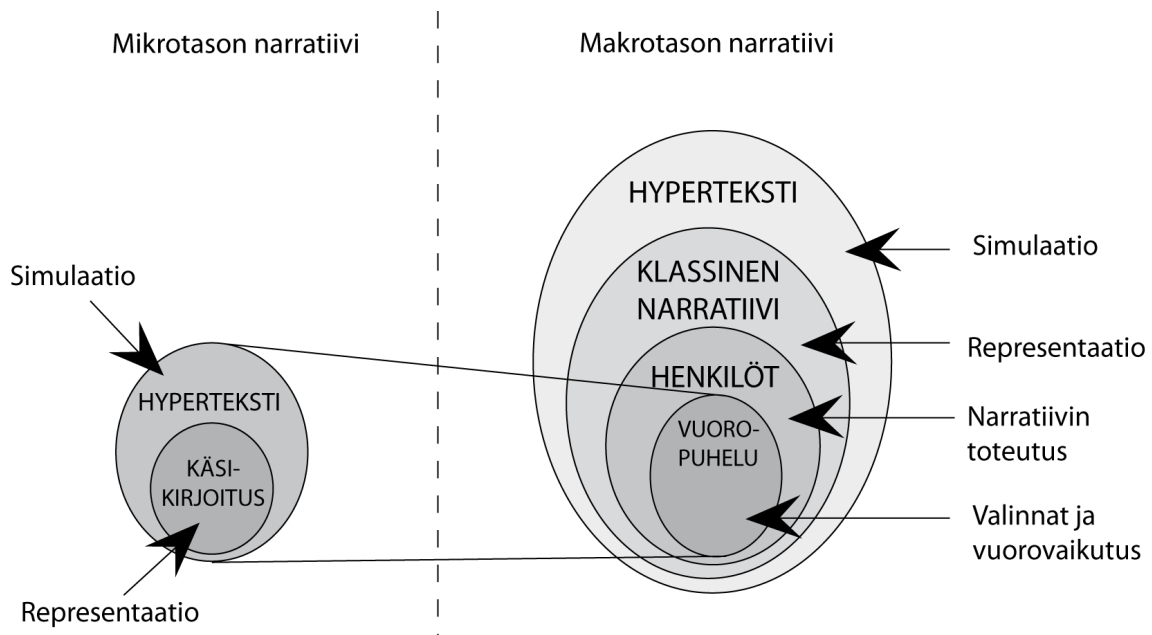 Mikrotason narratiivi
Makrotason narratiivi
Simulaatio
HYPERTEKSTI
KÄSI-
KIRJOITUS
Representaatio
HYPERTEKSTI
KLASSINEN
NARRATIIVI
HENKILÖT
VUORO-
PUHELU
Simulaatio
Representaatio
Narratiivin
toteutus
Valinnat ja
vuorovaikutus